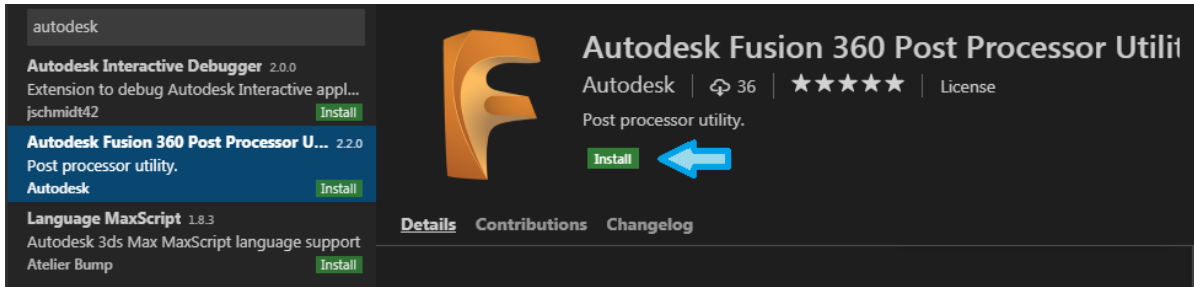 autodesk
Autodesk Interactive Debugger 2.0.0
Extension to debug Autodesk Interactive appl...
jschmidt42 Install
Autodesk Fusion 360 Post Processor U... 2.2.0
Post processor utility.
Autodesk Install
Language MaxScript 1.8.3
Autodesk 3ds Max MaxScript language support
Atelier Bump Install
Autodesk Fusion 360 Post Processor Utilit
Autodesk 36 License
Post processor utility.
Install
Details Contributions Changelog